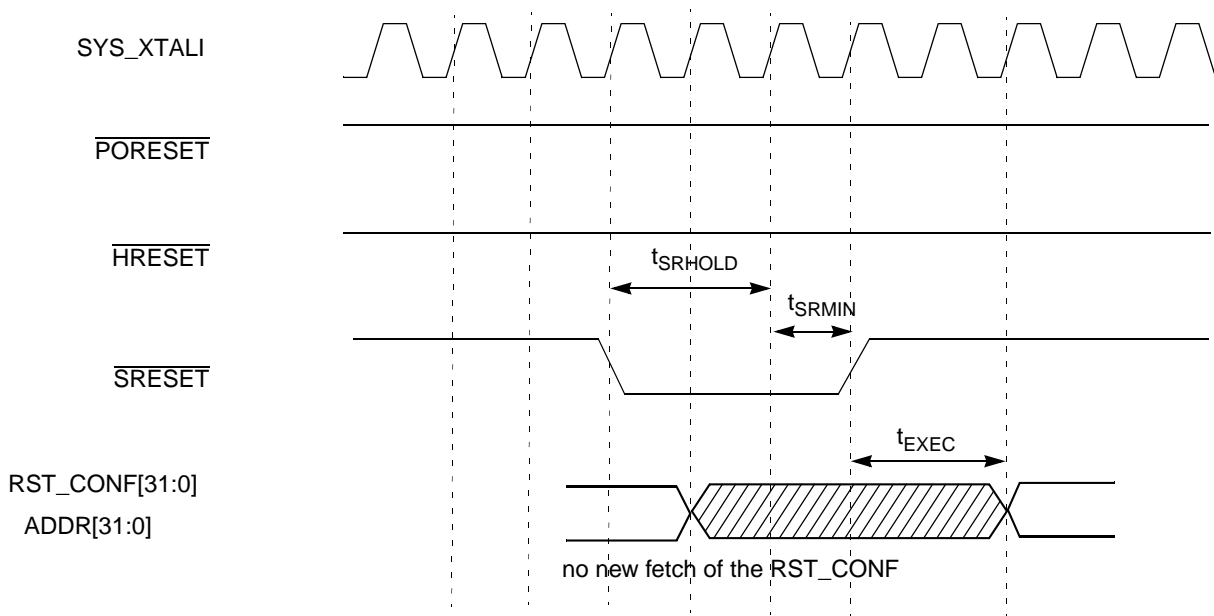 SYS_XTALI
PORESET
HRESET
tSRHOLD
tSRMIN
SRESET
tEXEC
RST_CONF[31:0]
ADDR[31:0]
no new fetch of the RST_CONF